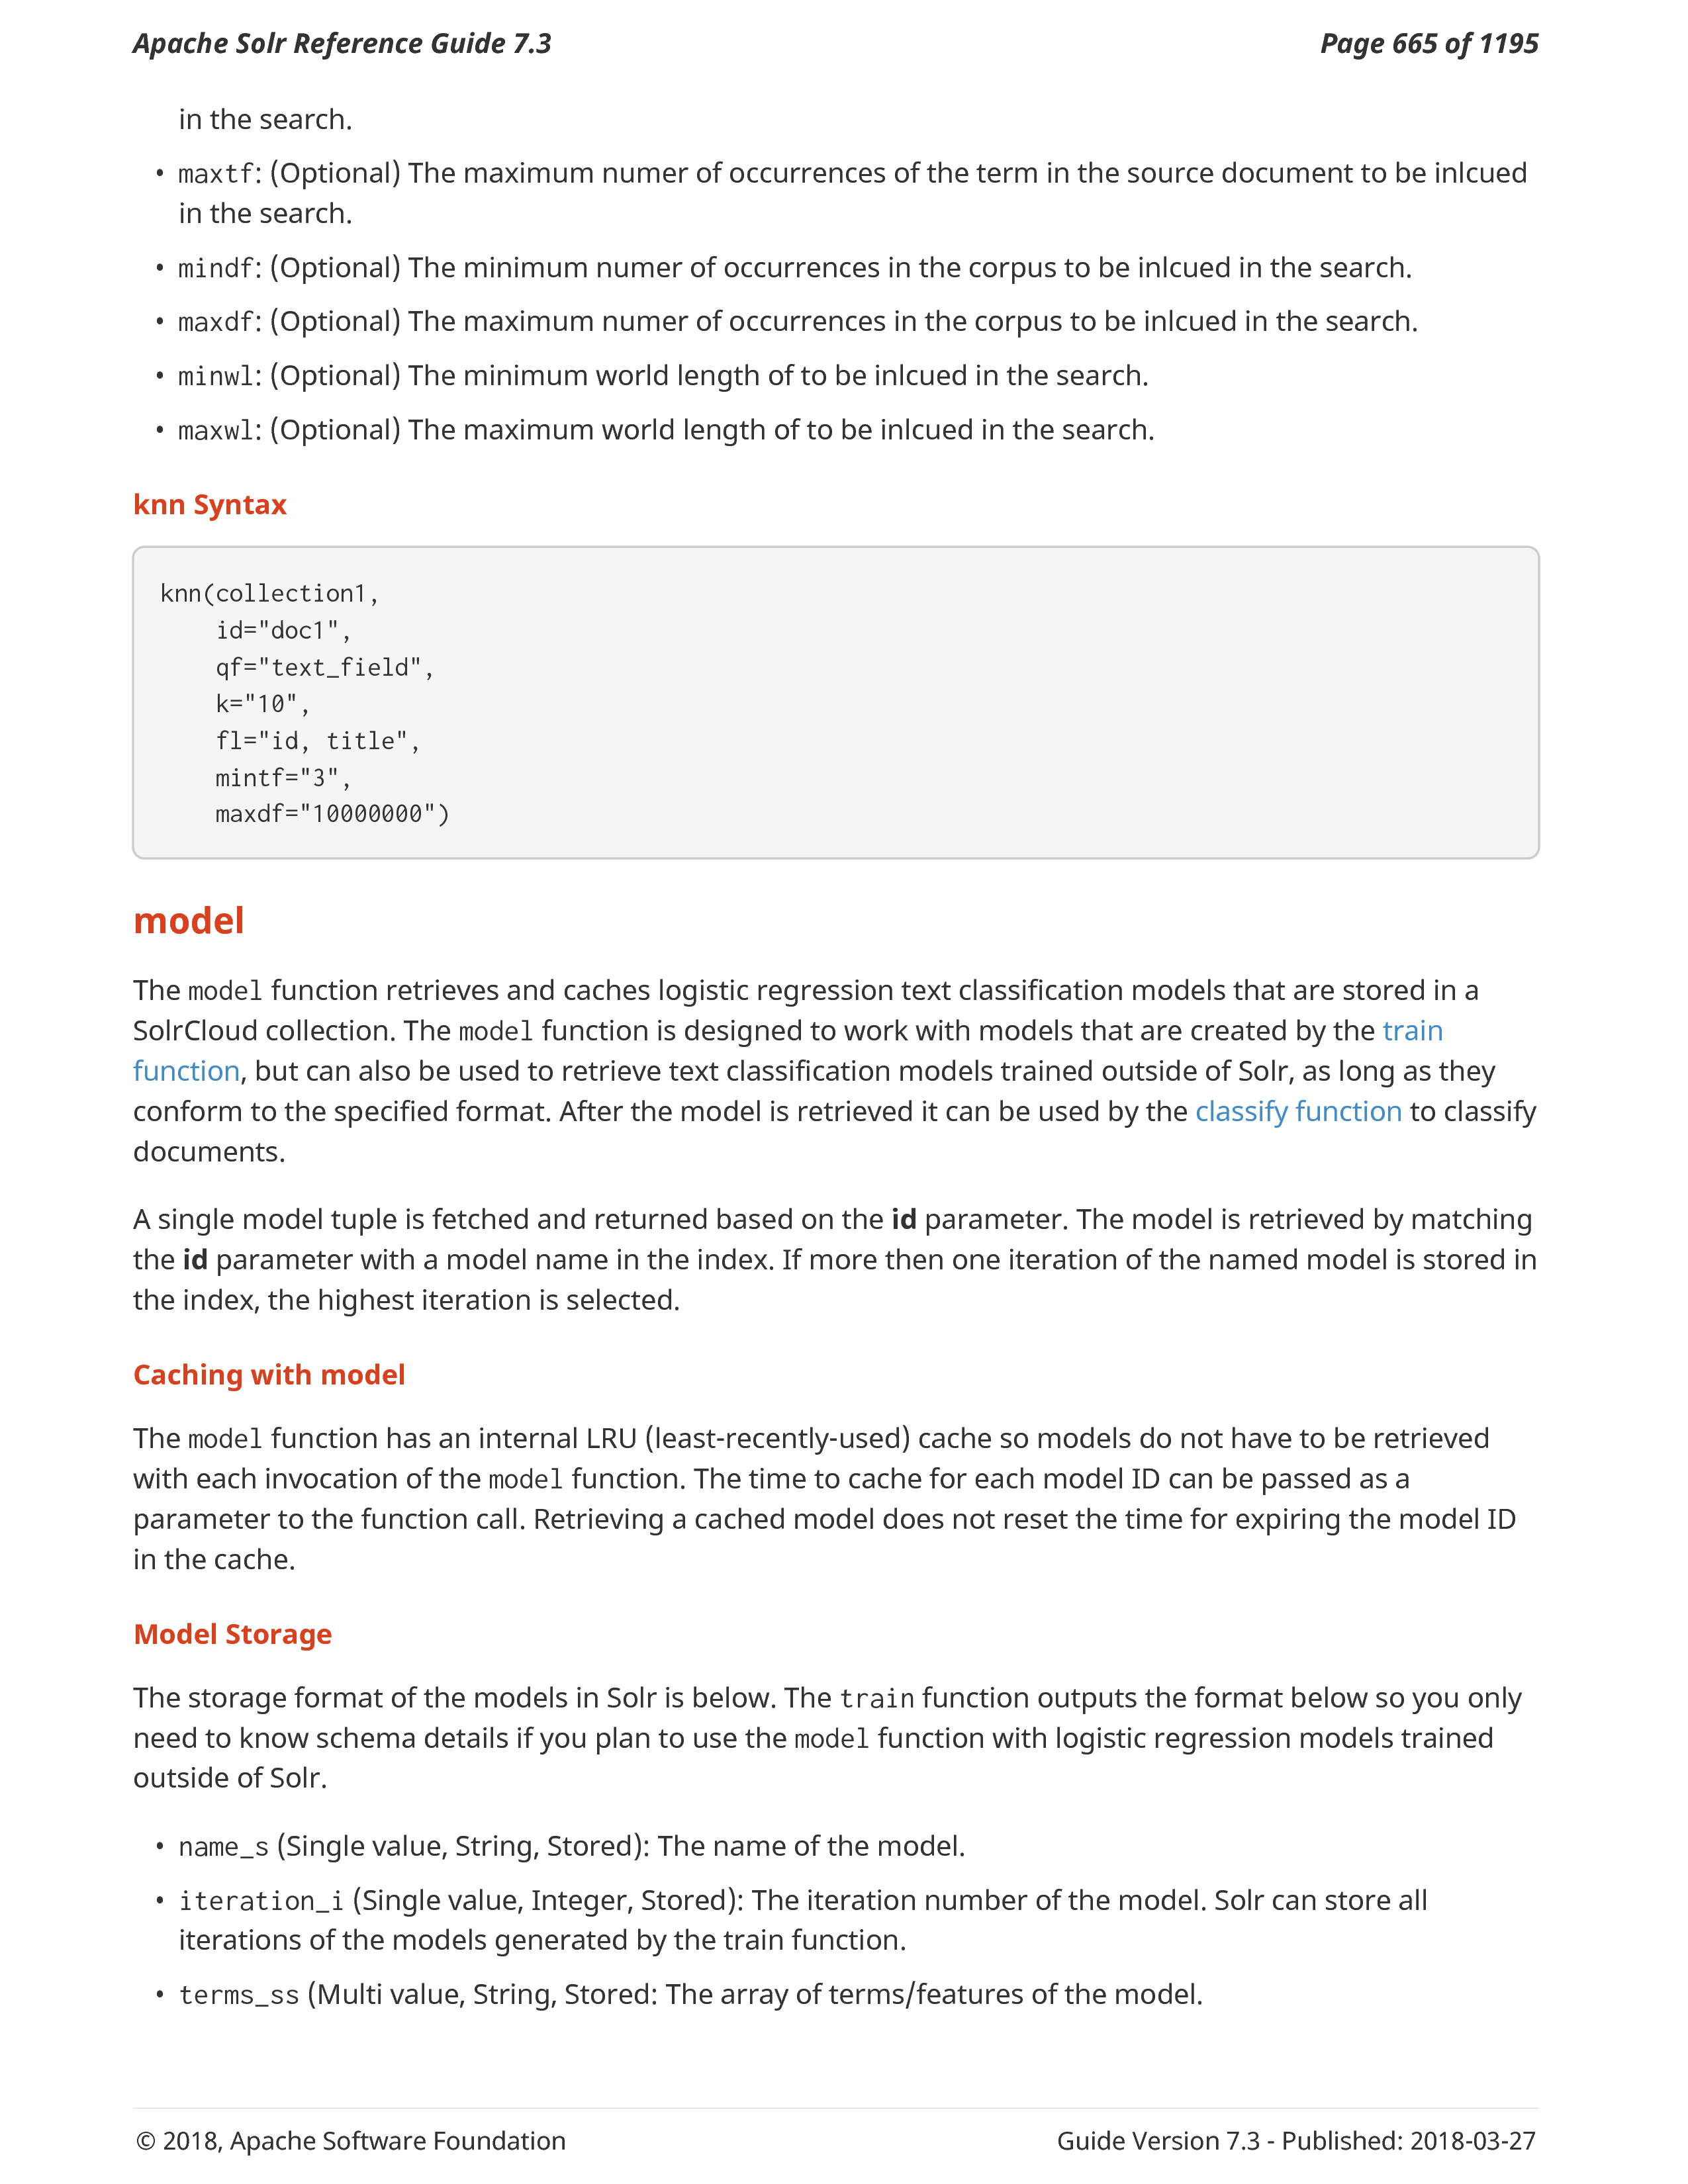 Apache Solr Reference Guide 7.3
Page 665 of 1195
in the search.
• maxtf: (Optional) The maximum numer of occurrences of the term in the source document to be inlcued
in the search.
• mindf: (Optional) The minimum numer of occurrences in the corpus to be inlcued in the search.
• maxdf: (Optional) The maximum numer of occurrences in the corpus to be inlcued in the search.
• minwl: (Optional) The minimum world length of to be inlcued in the search.
• maxwl: (Optional) The maximum world length of to be inlcued in the search.
knn Syntax
knn(collection1,
    id="doc1",
    qf="text_field",
    k="10",
    fl="id, title",
    mintf="3",
    maxdf="10000000")
model
The model function retrieves and caches logistic regression text classification models that are stored in a
SolrCloud collection. The model function is designed to work with models that are created by the train
function, but can also be used to retrieve text classification models trained outside of Solr, as long as they
conform to the specified format. After the model is retrieved it can be used by the classify function to classify
documents.
A single model tuple is fetched and returned based on the id parameter. The model is retrieved by matching
the id parameter with a model name in the index. If more then one iteration of the named model is stored in
the index, the highest iteration is selected.
Caching with model
The model function has an internal LRU (least-recently-used) cache so models do not have to be retrieved
with each invocation of the model function. The time to cache for each model ID can be passed as a
parameter to the function call. Retrieving a cached model does not reset the time for expiring the model ID
in the cache.
Model Storage
The storage format of the models in Solr is below. The train function outputs the format below so you only
need to know schema details if you plan to use the model function with logistic regression models trained
outside of Solr.
• name_s (Single value, String, Stored): The name of the model.
• iteration_i (Single value, Integer, Stored): The iteration number of the model. Solr can store all
iterations of the models generated by the train function.
• terms_ss (Multi value, String, Stored: The array of terms/features of the model.
© 2018, Apache Software Foundation
Guide Version 7.3 - Published: 2018-03-27